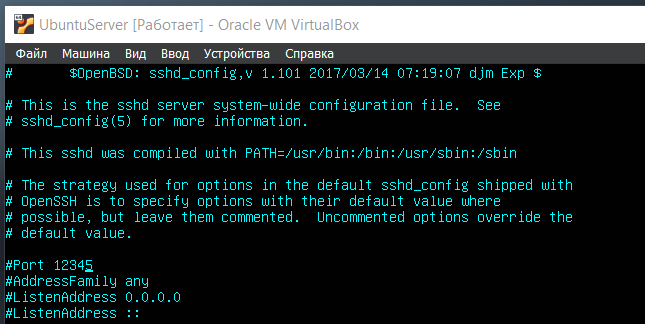 UbuntuServer [Работает] - Oracle VM VirtualBox
Файл Машина Вид Ввод Устройства Справка
# $OpenBSD: sshd_config,v 1.101 2017/03/14 07:19:07 djm Exp $
# This is the sshd server system-wide configuration file. See
# sshd_config(5) for more information.
# This sshd was compiled with PATH=/usr/bin:/bin:/usr/sbin:/sbin
# The strategy used for options in the default sshd_config shipped with
# OpenSSH is to specify options with their default value where
# possible, but leave them commented. Uncommented options override the
# default value.
#Port 12345
#AddressFamily any
#ListenAddress 0.0.0.0
#ListenAddress ::